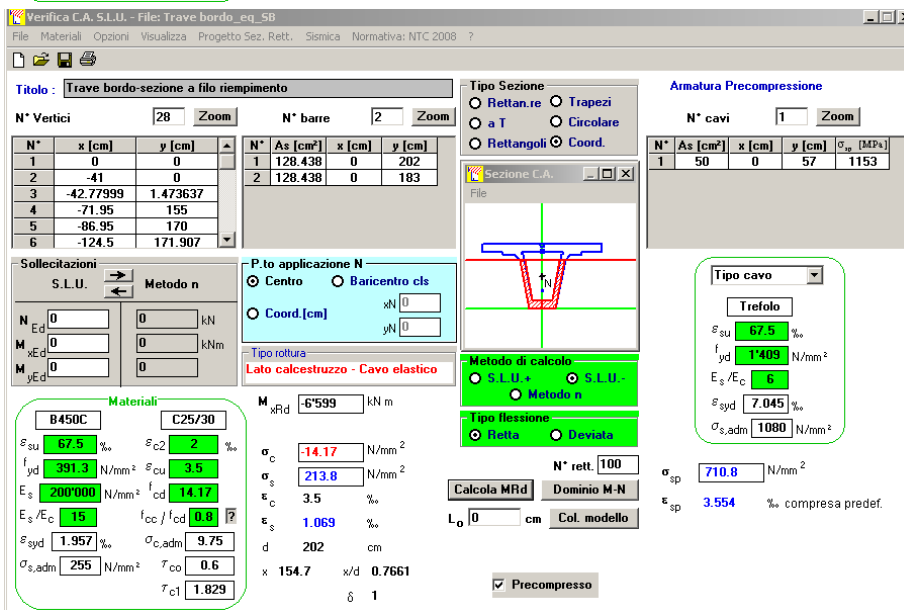 Verifica C.A. S.L.U. - File: Trave bordo_eq_SB
File Materiali Opzioni Visualizza Progetto Sez. Rett. Sismica Normativa: NTC 2008 ?
Titolo : Trave bordo-sezione a filo riempimento
N° Vertici 28 Zoom
N° x [cm] y [cm]
1 0 0
2 -41 0
3 -42.77999 1.473637
4 -71.95 155
5 -86.95 170
6 -124.5 171.907
N° barre 2 Zoom
N° As [cm²] x [cm] y [cm]
1 128.438 0 202
2 128.438 0 183
Tipo Sezione
Rettan.re Trapezi
a T Circolare
Rettangoli Coord.
Sezione C.A.
File
N
Armatura Precompressione
N° cavi 1 Zoom
N° As [cm²] x [cm] y [cm] σsp [MPa]
1 50 0 57 1153
Sollecitazioni
S.L.U. Metodo n
N Ed 0 0 kN
M xEd 0 0 kNm
M yEd 0 0
P.to applicazione N
Centro Baricentro cls
Coord.[cm] xN 0
yN 0
Tipo rottura
Lato calcestruzzo - Cavo elastico
Metodo di calcolo
S.L.U.+ S.L.U.-
Metodo n
Tipo flessione
Retta Deviata
N° rett. 100
Calcola MRd Dominio M-N
L0 0 cm Col. modello
Precompresso
Tipo cavo
Trefolo
εsu 67.5 ‰
fyd 1'409 N/mm²
Es/Ec 6
εsyd 7.045 ‰
σs,adm 1080 N/mm²
σsp 710.8 N/mm²
εsp 3.554 ‰ compresa predef.
Materiali
B450C C25/30
εsu 67.5 ‰ εc2 2 ‰
fyd 391.3 N/mm² εcu 3.5
Es 200'000 N/mm² fcd 14.17
Es/Ec 15 fcc / fcd 0.8 ?
εsyd 1.957 ‰ σc,adm 9.75
σs,adm 255 N/mm² τco 0.6
τc1 1.829
M xRd -6'599 kN m
σc -14.17 N/mm²
σs 213.8 N/mm²
εc 3.5 ‰
εs 1.069 ‰
d 202 cm
x 154.7 x/d 0.7661
δ 1